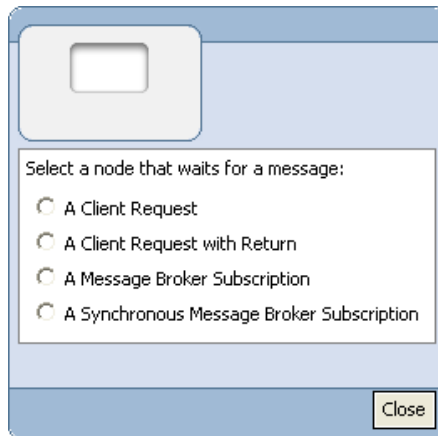 Select a node that waits for a message:
A Client Request
A Client Request with Return
A Message Broker Subscription
A Synchronous Message Broker Subscription
Close